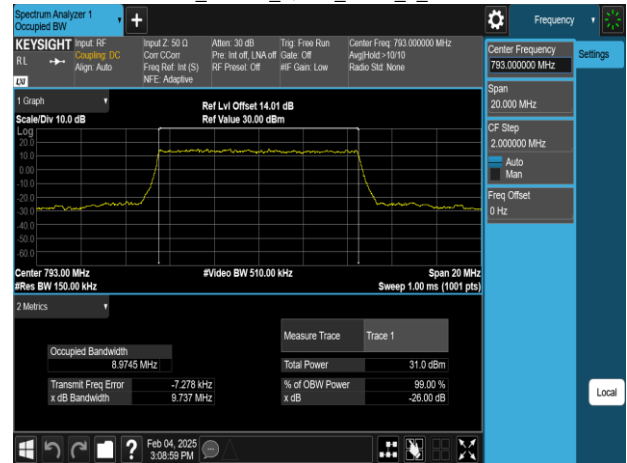 Spectrum Analyzer 1
Occupied BW
Frequency
KEYSIGHT
RL
LXI
Input: RF
Coupling: DC
Align: Auto
Input Z: 50 Ω
Corr CCorr
Freq Ref: Int (S)
NFE: Adaptive
Atten: 30 dB
Pre: Int off, LNA off
RF Presel: Off
Trig: Free Run
Gate: Off
#IF Gain: Low
Center Freq: 793.000000 MHz
Avg|Hold:>10/10
Radio Std: None
Center Frequency
793.000000 MHz
Settings
Span
20.000 MHz
CF Step
2.000000 MHz
Auto
Man
Freq Offset
0 Hz
Local
1 Graph
Scale/Div 10.0 dB
Ref Lvl Offset 14.01 dB
Ref Value 30.00 dBm
Log
20.0
10.0
0.00
-10.0
-20.0
-30.0
-40.0
-50.0
-60.0
Center 793.00 MHz
#Res BW 150.00 kHz
#Video BW 510.00 kHz
Span 20 MHz
Sweep 1.00 ms (1001 pts)
2 Metrics
Measure Trace Trace 1
Occupied Bandwidth
8.9745 MHz
Total Power 31.0 dBm
Transmit Freq Error -7.278 kHz
% of OBW Power 99.00 %
x dB Bandwidth 9.737 MHz
x dB -26.00 dB
Feb 04, 2025
3:08:59 PM